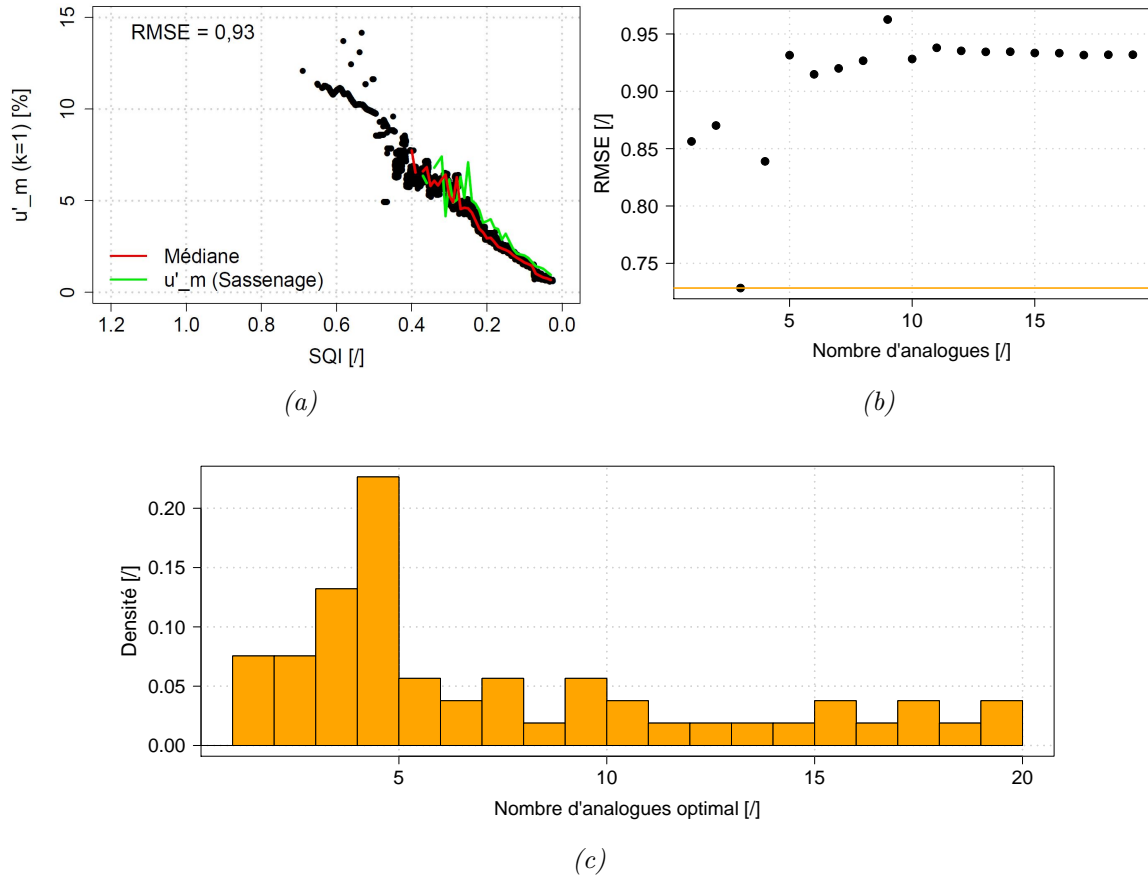 RMSE = 0,93
15
10
5
0
u'_m (k=1) [%]
Médiane
u'_m (Sassenage)
1.2 1.0 0.8 0.6 0.4 0.2 0.0
SQI [/]
(a)
0.95
0.90
0.85
0.80
0.75
RMSE [/]
5 10 15
Nombre d'analogues [/]
(b)
0.20
0.15
0.10
0.05
0.00
Densité [/]
5 10 15 20
Nombre d'analogues optimal [/]
(c)